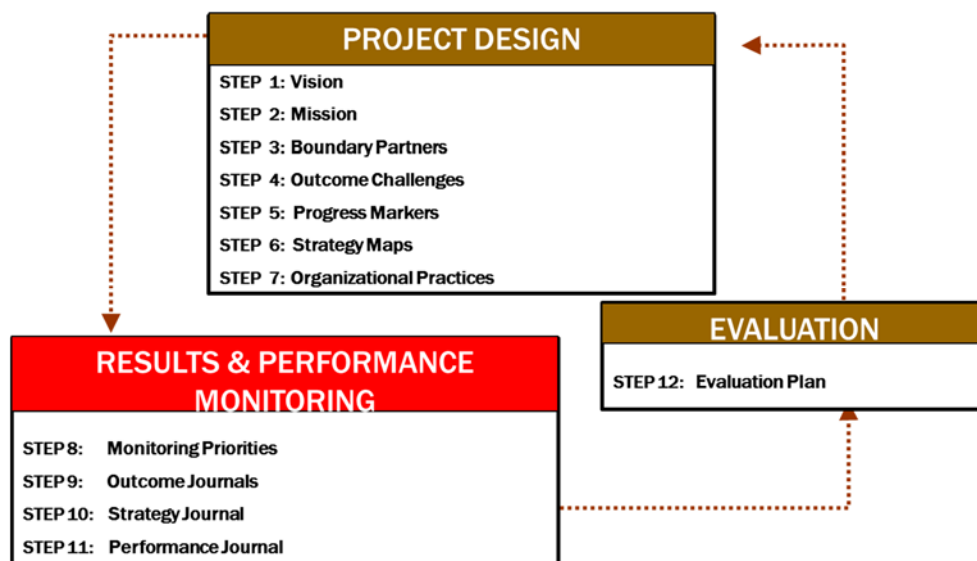 PROJECT DESIGN
STEP 1: Vision
STEP 2: Mission
STEP 3: Boundary Partners
STEP 4: Outcome Challenges
STEP 5: Progress Markers
STEP 6: Strategy Maps
STEP 7: Organizational Practices
RESULTS & PERFORMANCE
MONITORING
STEP 8: Monitoring Priorities
STEP 9: Outcome Journals
STEP 10: Strategy Journal
STEP 11: Performance Journal
EVALUATION
STEP 12: Evaluation Plan